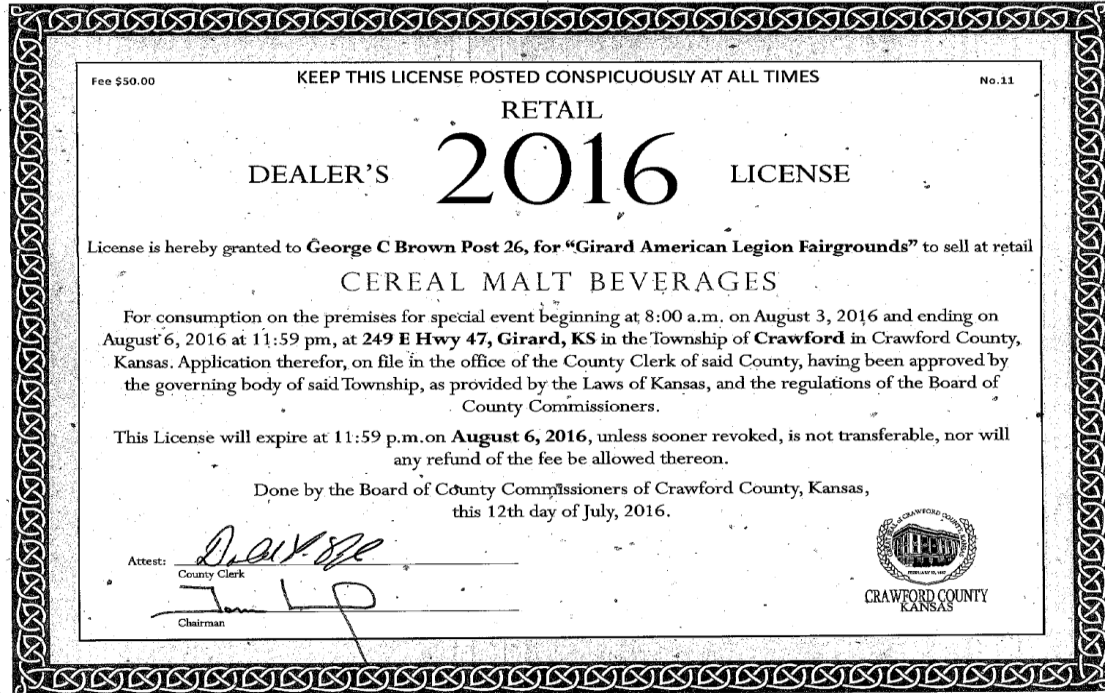 Fee $50.00
KEEP THIS LICENSE POSTED CONSPICUOUSLY AT ALL TIMES
No.11
RETAIL
DEALER'S 2016 LICENSE
License is hereby granted to George C Brown Post 26, for "Girard American Legion Fairgrounds" to sell at retail
CEREAL MALT BEVERAGES
For consumption on the premises for special event beginning at 8:00 a.m. on August 3, 2016 and ending on
August 6, 2016 at 11:59 pm, at 249 E Hwy 47, Girard, KS in the Township of Crawford in Crawford County,
Kansas. Application therefor, on file in the office of the County Clerk of said County, having been approved by
the governing body of said Township, as provided by the Laws of Kansas, and the regulations of the Board of
County Commissioners.
This License will expire at 11:59 p.m.on August 6, 2016, unless sooner revoked, is not transferable, nor will
any refund of the fee be allowed thereon.
Done by the Board of County Commissioners of Crawford County, Kansas,
this 12th day of July, 2016.
Attest:
County Clerk
Chairman
CRAWFORD COUNTY
KANSAS